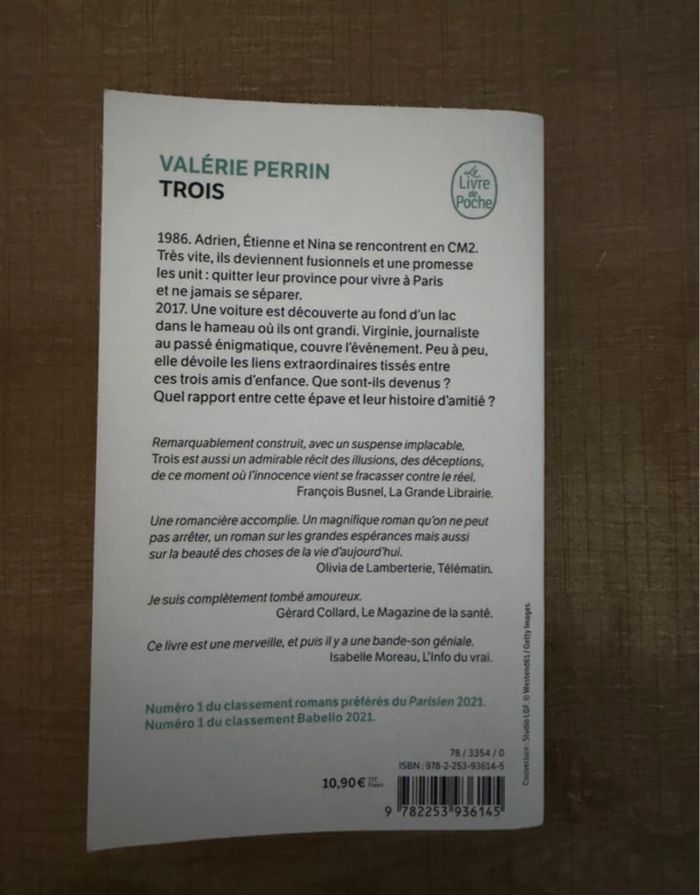 VALÉRIE PERRIN
TROIS
Le
Livre
de
Poche
1986. Adrien, Étienne et Nina se rencontrent en CM2.
Très vite, ils deviennent fusionnels et une promesse
les unit : quitter leur province pour vivre à Paris
et ne jamais se séparer.
2017. Une voiture est découverte au fond d'un lac
dans le hameau où ils ont grandi. Virginie, journaliste
au passé énigmatique, couvre l'événement. Peu à peu,
elle dévoile les liens extraordinaires tissés entre
ces trois amis d'enfance. Que sont-ils devenus ?
Quel rapport entre cette épave et leur histoire d'amitié ?
Remarquablement construit, avec un suspense implacable,
Trois est aussi un admirable récit des illusions, des déceptions,
de ce moment où l'innocence vient se fracasser contre le réel.
François Busnel, La Grande Librairie.
Une romancière accomplie. Un magnifique roman qu'on ne peut
pas arrêter, un roman sur les grandes espérances mais aussi
sur la beauté des choses de la vie d'aujourd'hui.
Olivia de Lamberterie, Télématin.
Je suis complètement tombé amoureux.
Gérard Collard, Le Magazine de la santé.
Ce livre est une merveille, et puis il y a une bande-son géniale.
Isabelle Moreau, L'Info du vrai.
Numéro 1 du classement romans préférés du Parisien 2021.
Numéro 1 du classement Babelio 2021.
Couverture : Studio LGF. © Westend61 / Getty Images.
78 / 3354 / 0
ISBN : 978-2-253-93614-5
10,90 €
9 782253 936145